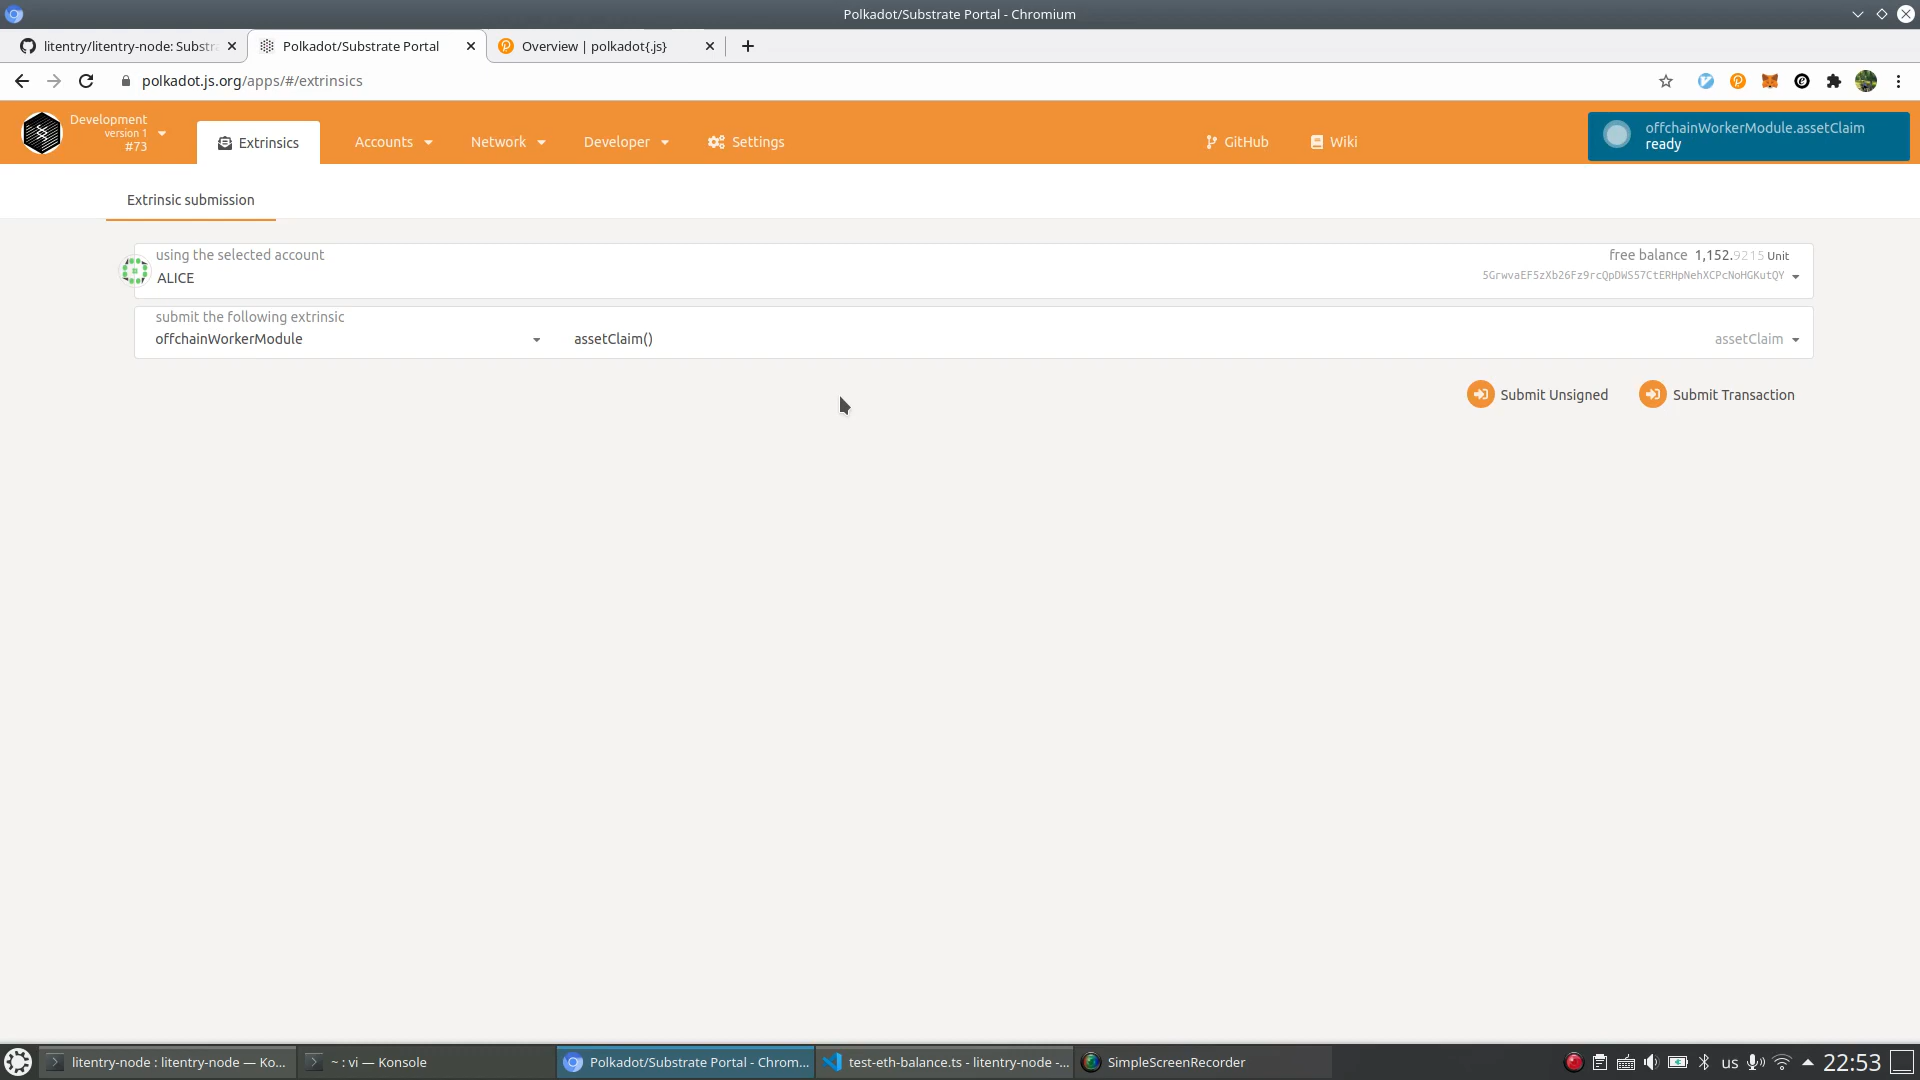 Polkadot/Substrate Portal - Chromium
litentry/litentry-node: Substra
Polkadot/Substrate Portal
Overview | polkadot{.js}
polkadot.js.org/apps/#/extrinsics
Development
version 1
#73
Extrinsics
Accounts
Network
Developer
Settings
GitHub
Wiki
offchainWorkerModule.assetClaim
ready
Extrinsic submission
using the selected account
ALICE
free balance 1,152.9215 Unit
5GrwvaEF5zXb26Fz9rcQpDWS57CtERHpNehXCPcNoHGKutQY
submit the following extrinsic
offchainWorkerModule
assetClaim()
assetClaim
Submit Unsigned
Submit Transaction
litentry-node : litentry-node — Ko...
~ : vi — Konsole
Polkadot/Substrate Portal - Chrom...
test-eth-balance.ts - litentry-node -...
SimpleScreenRecorder
us
22:53